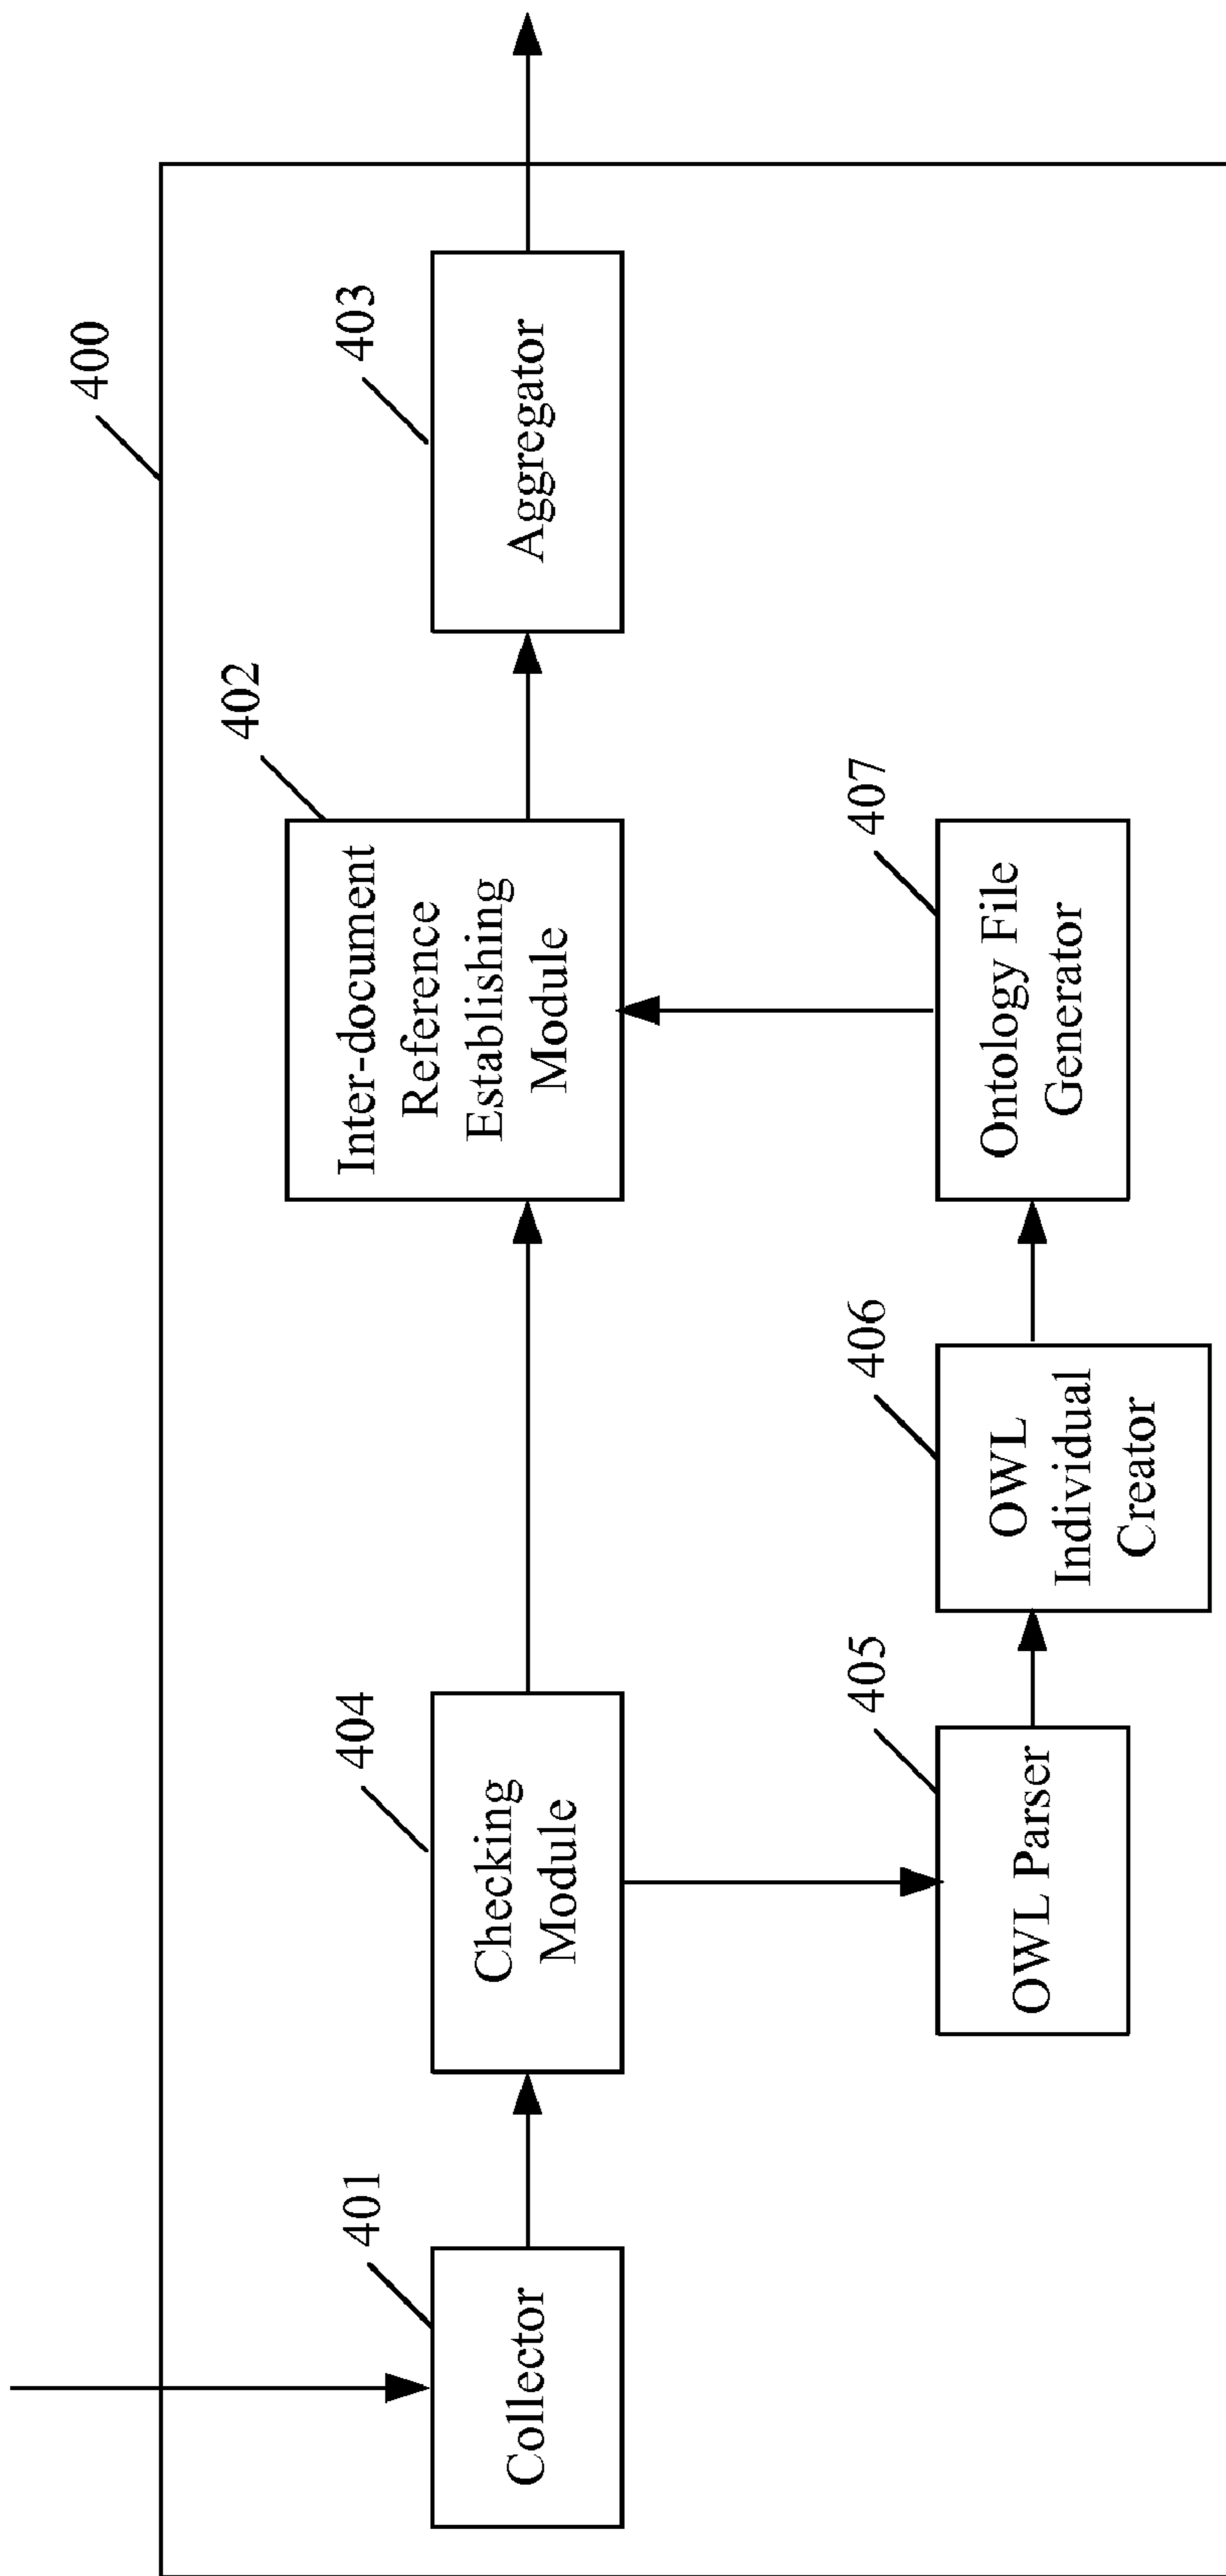 400
401
Collector
404
Checking
Module
402
Inter-document
Reference
Establishing
Module
403
Aggregator
405
OWL Parser
406
OWL
Individual
Creator
407
Ontology File
Generator